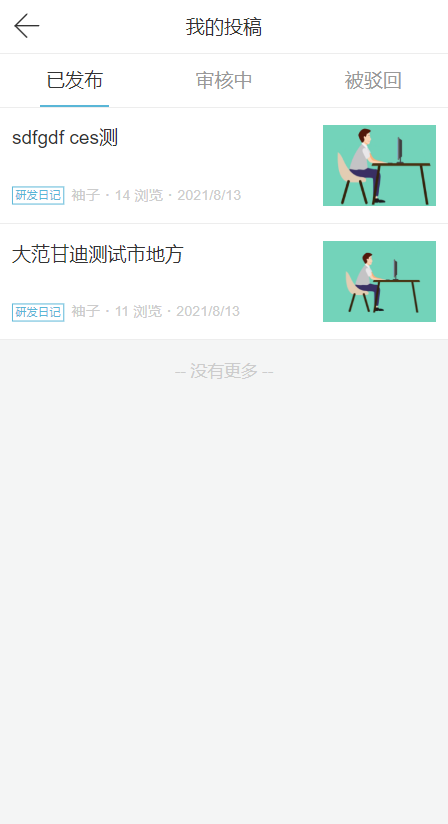 我的投稿
已发布 审核中 被驳回
sdfgdf ces测
研发日记 袖子 · 14 浏览 · 2021/8/13
大范甘迪测试市地方
研发日记 袖子 · 11 浏览 · 2021/8/13
-- 没有更多 --